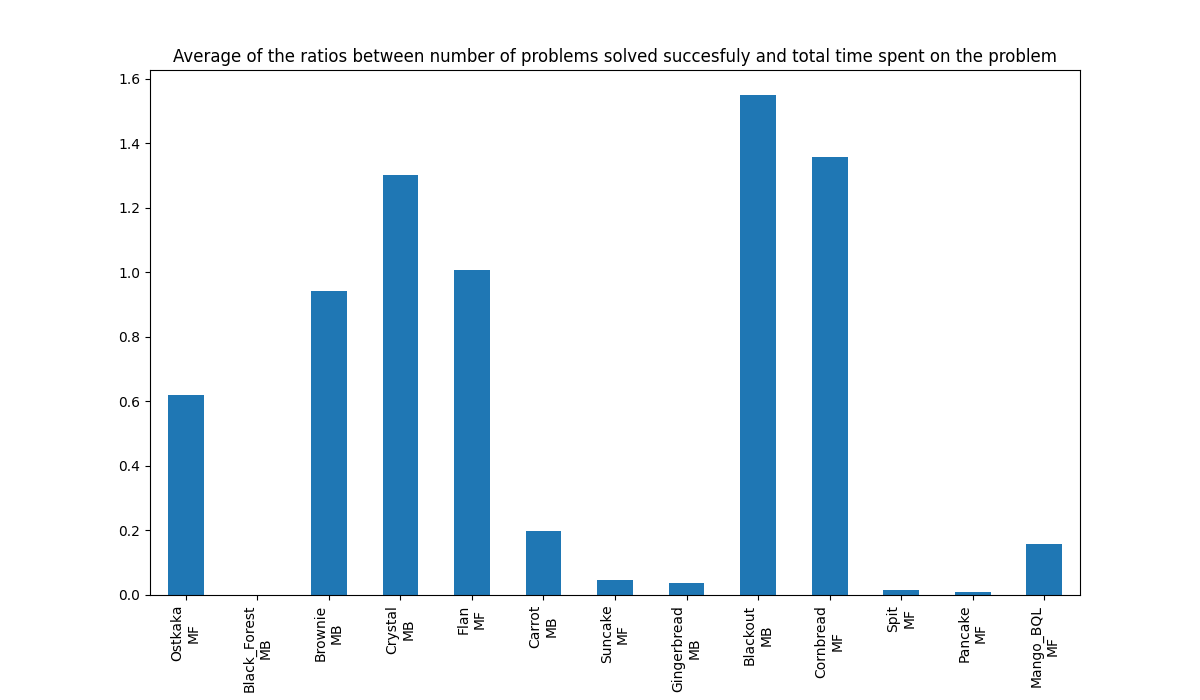 Average of the ratios between number of problems solved succesfuly and total time spent on the problem
1.6
1.4
1.2
1.0
0.8
0.6
0.4
0.2
0.0
Ostkaka
MF
Black_Forest
MB
Brownie
MB
Crystal
MB
Flan
MF
Carrot
MB
Suncake
MF
Gingerbread
MB
Blackout
MB
Cornbread
MF
Spit
MF
Pancake
MF
Mango_BQL
MF